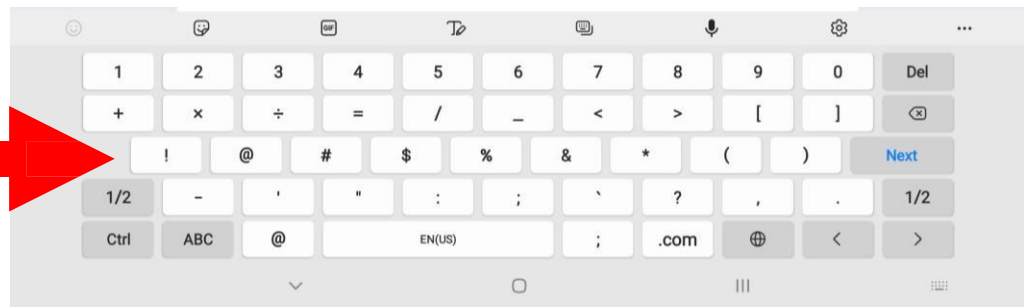 GIF T
1 2 3 4 5 6 7 8 9 0 Del
+ × ÷ = / _ < > [ ]
! @ # $ % & * ( ) Next
1/2 - ' " : ; ` ? , . 1/2
Ctrl ABC @ EN(US) ; .com < >